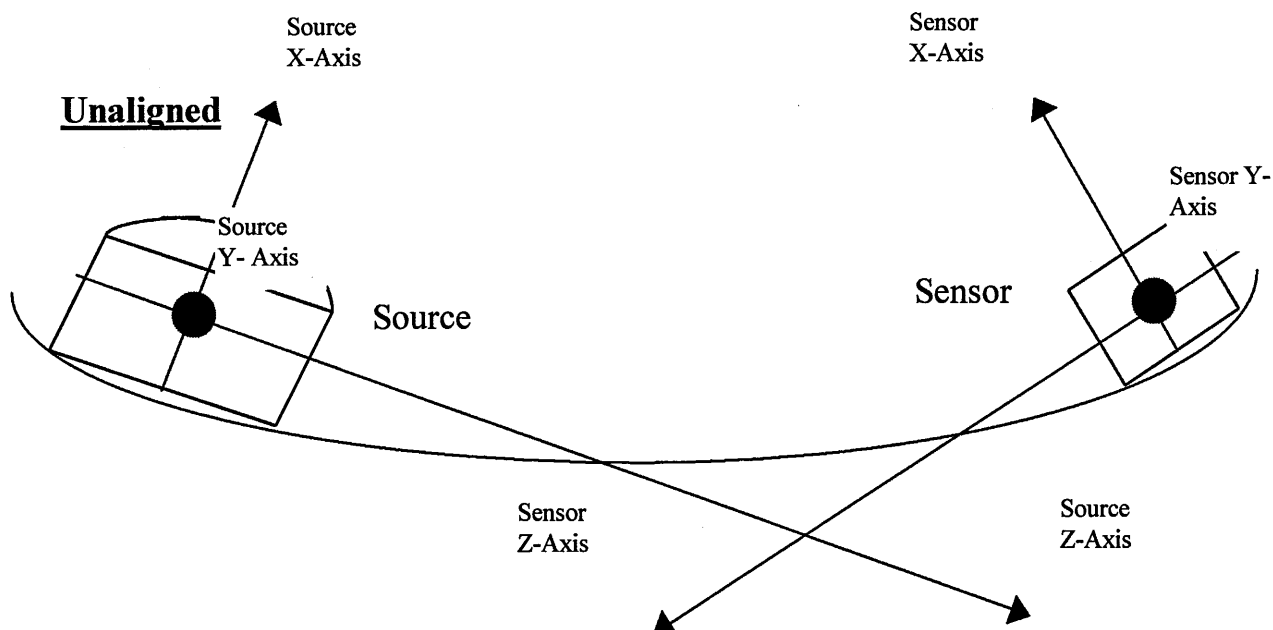 Source
X-Axis
Sensor
X-Axis
Unaligned
Sensor Y-
Axis
Source
Y- Axis
Sensor
Source
Sensor
Z-Axis
Source
Z-Axis